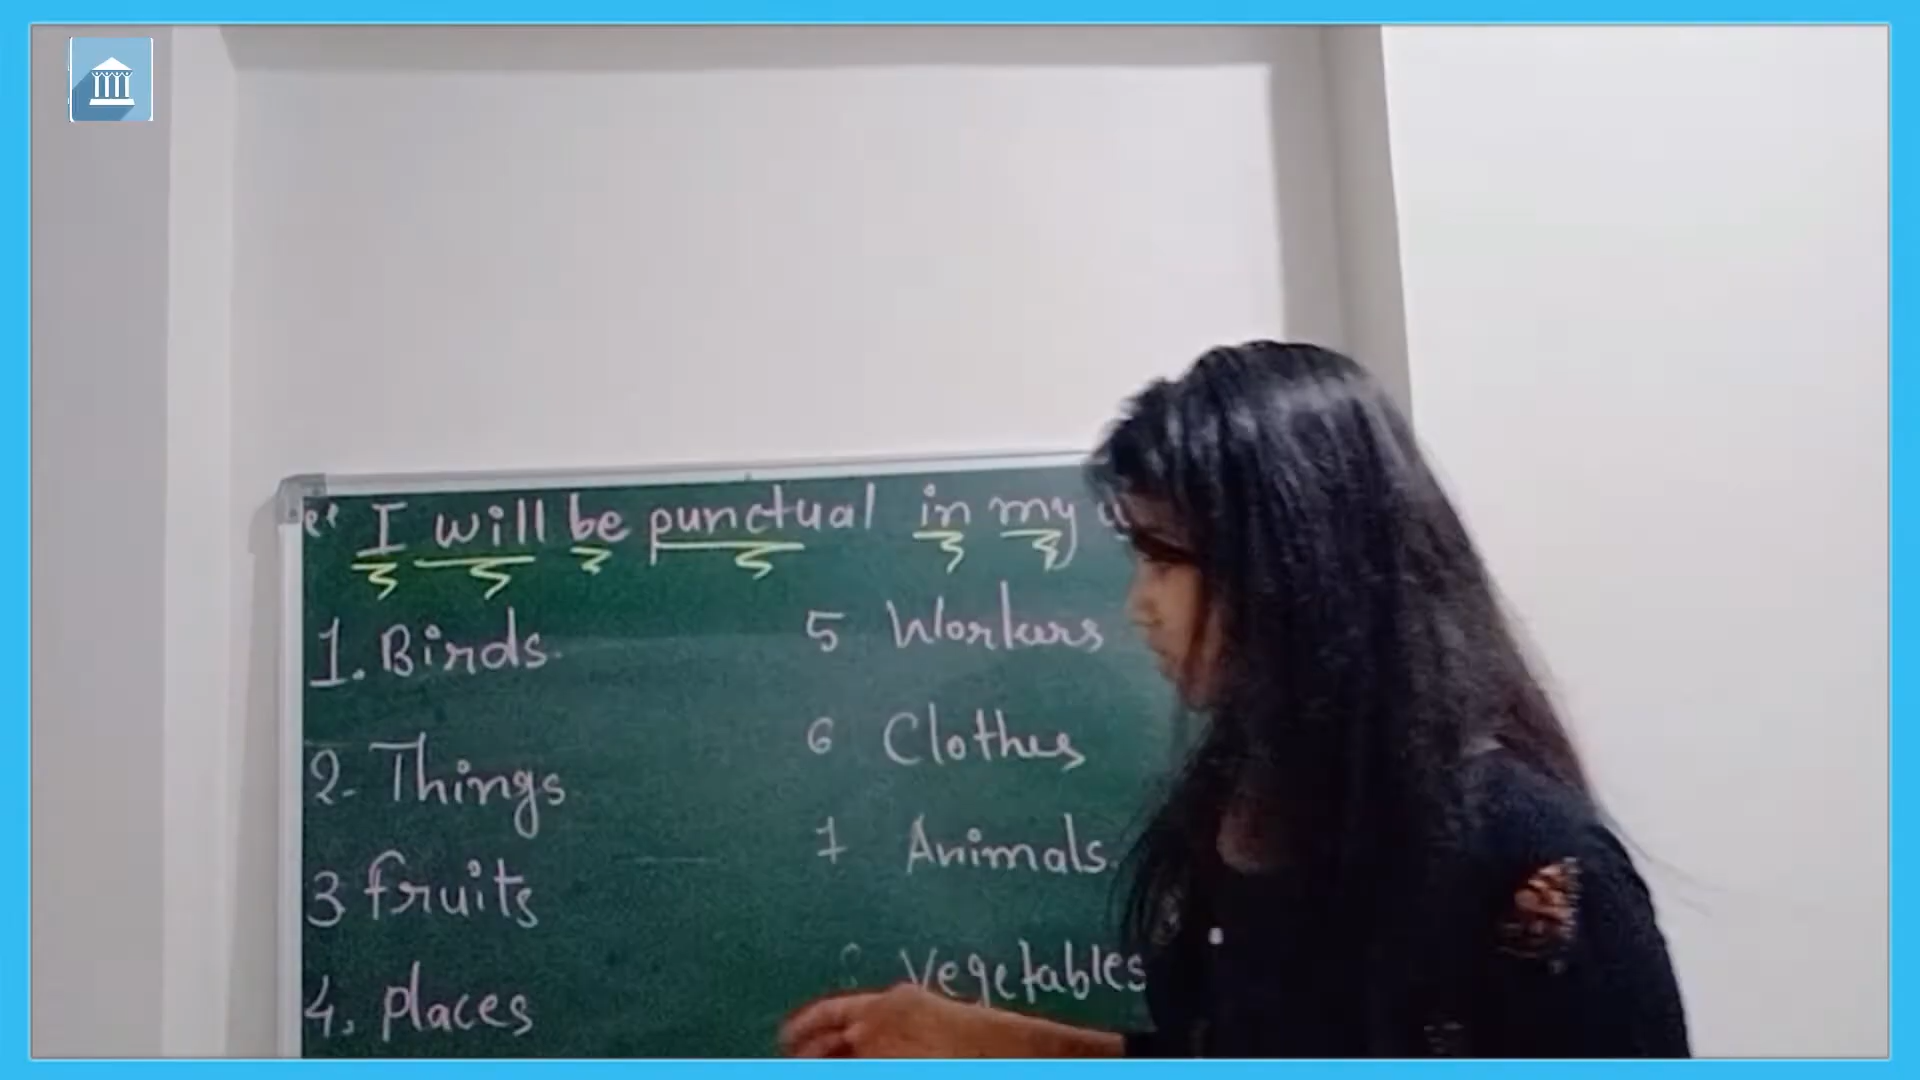 I will be punctual in my
1. Birds.
2- Things
3 fruits
4. places
5 Workers
6 Clothes
7 Animals.
8 Vegetables